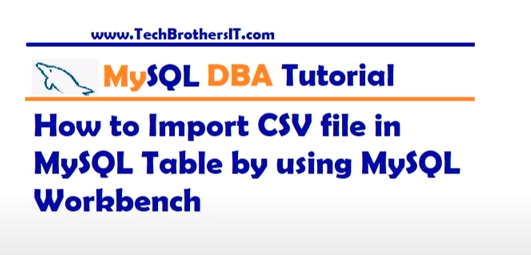 www.TechBrothersIT.com
MySQL DBA Tutorial
How to Import CSV file in
MySQL Table by using MySQL
Workbench